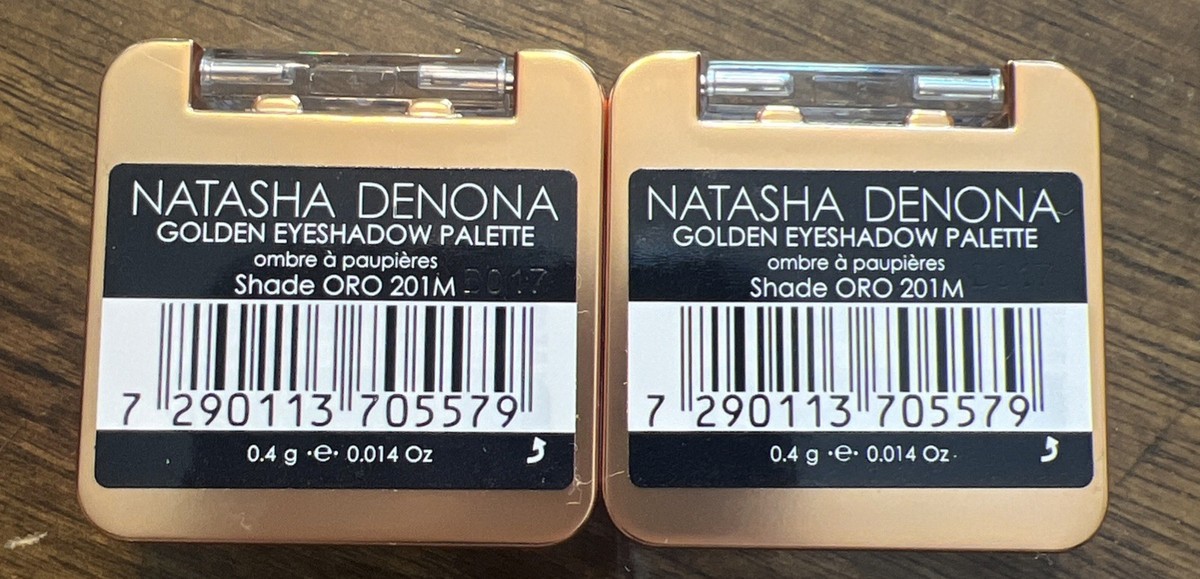 NATASHA DENONA
GOLDEN EYESHADOW PALETTE
ombre à paupières
Shade ORO 201M
7 290113 705579
0.4 g ·e· 0.014 Oz
NATASHA DENONA
GOLDEN EYESHADOW PALETTE
ombre à paupières
Shade ORO 201M
7 290113 705579
0.4 g ·e· 0.014 Oz